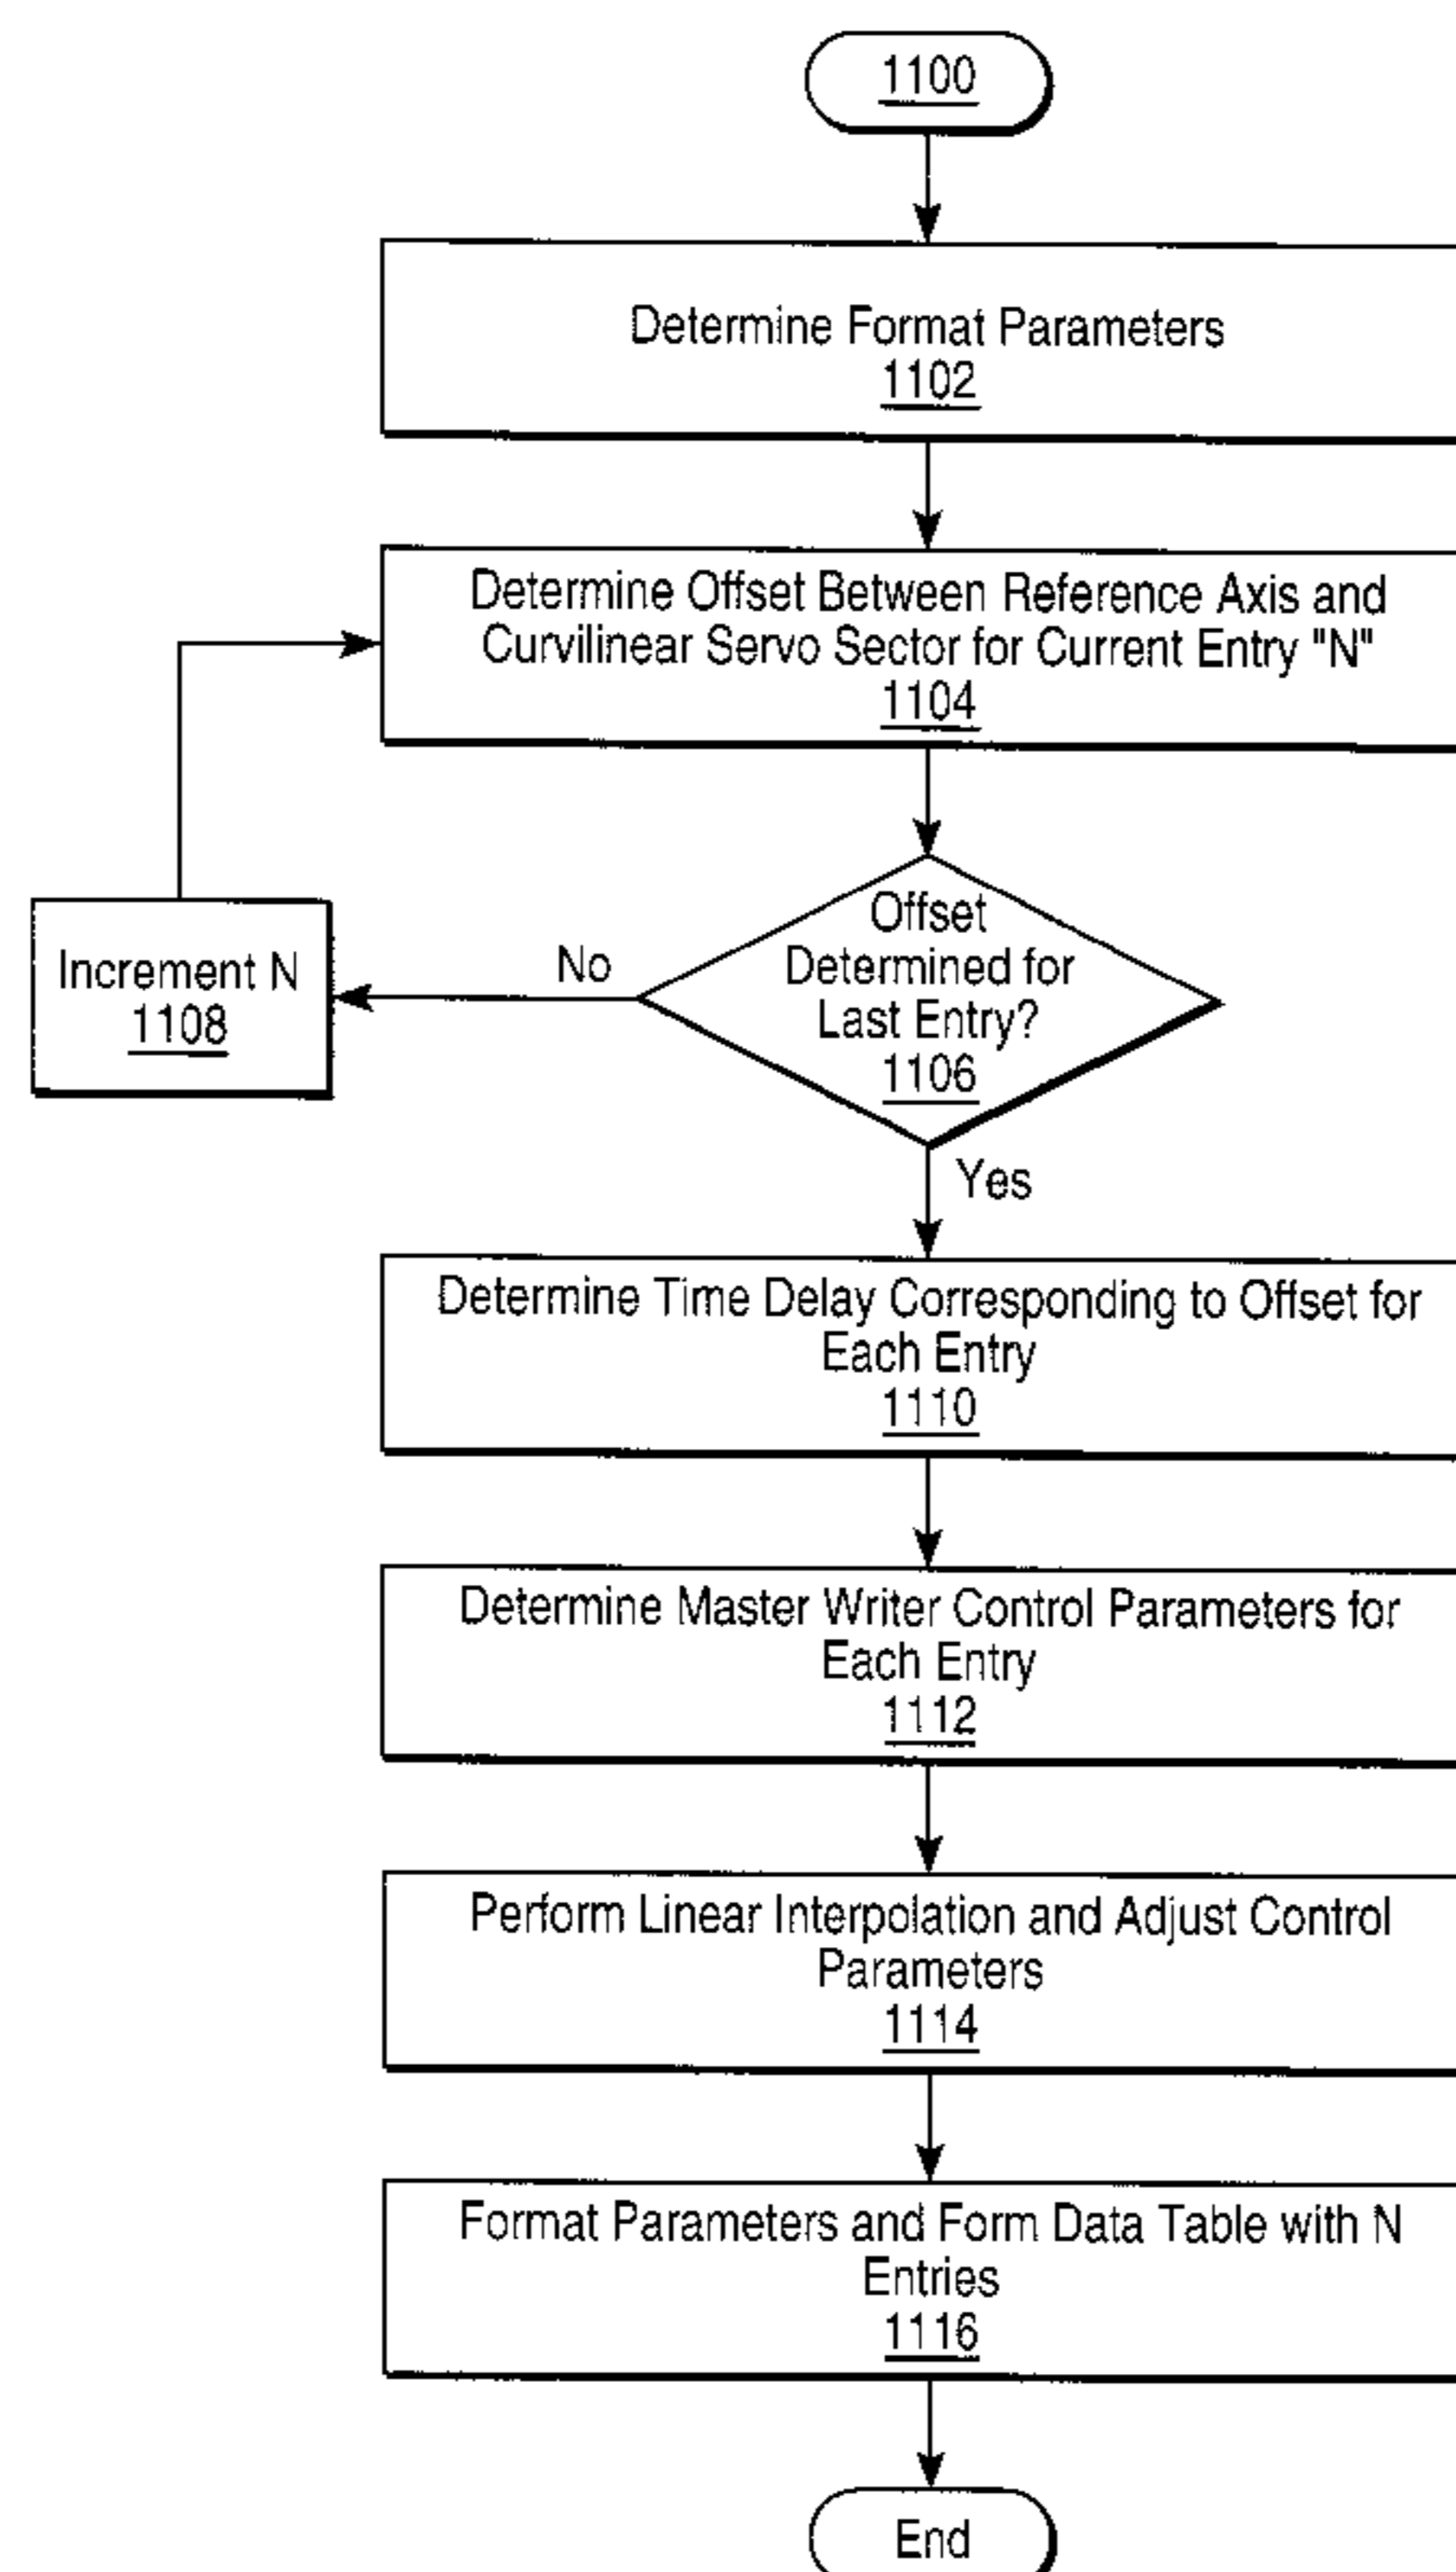 1100
Determine Format Parameters
1102
Determine Offset Between Reference Axis and
Curvilinear Servo Sector for Current Entry "N"
1104
Offset
Determined for
Last Entry?
1106
No
Increment N
1108
Yes
Determine Time Delay Corresponding to Offset for
Each Entry
1110
Determine Master Writer Control Parameters for
Each Entry
1112
Perform Linear Interpolation and Adjust Control
Parameters
1114
Format Parameters and Form Data Table with N
Entries
1116
End